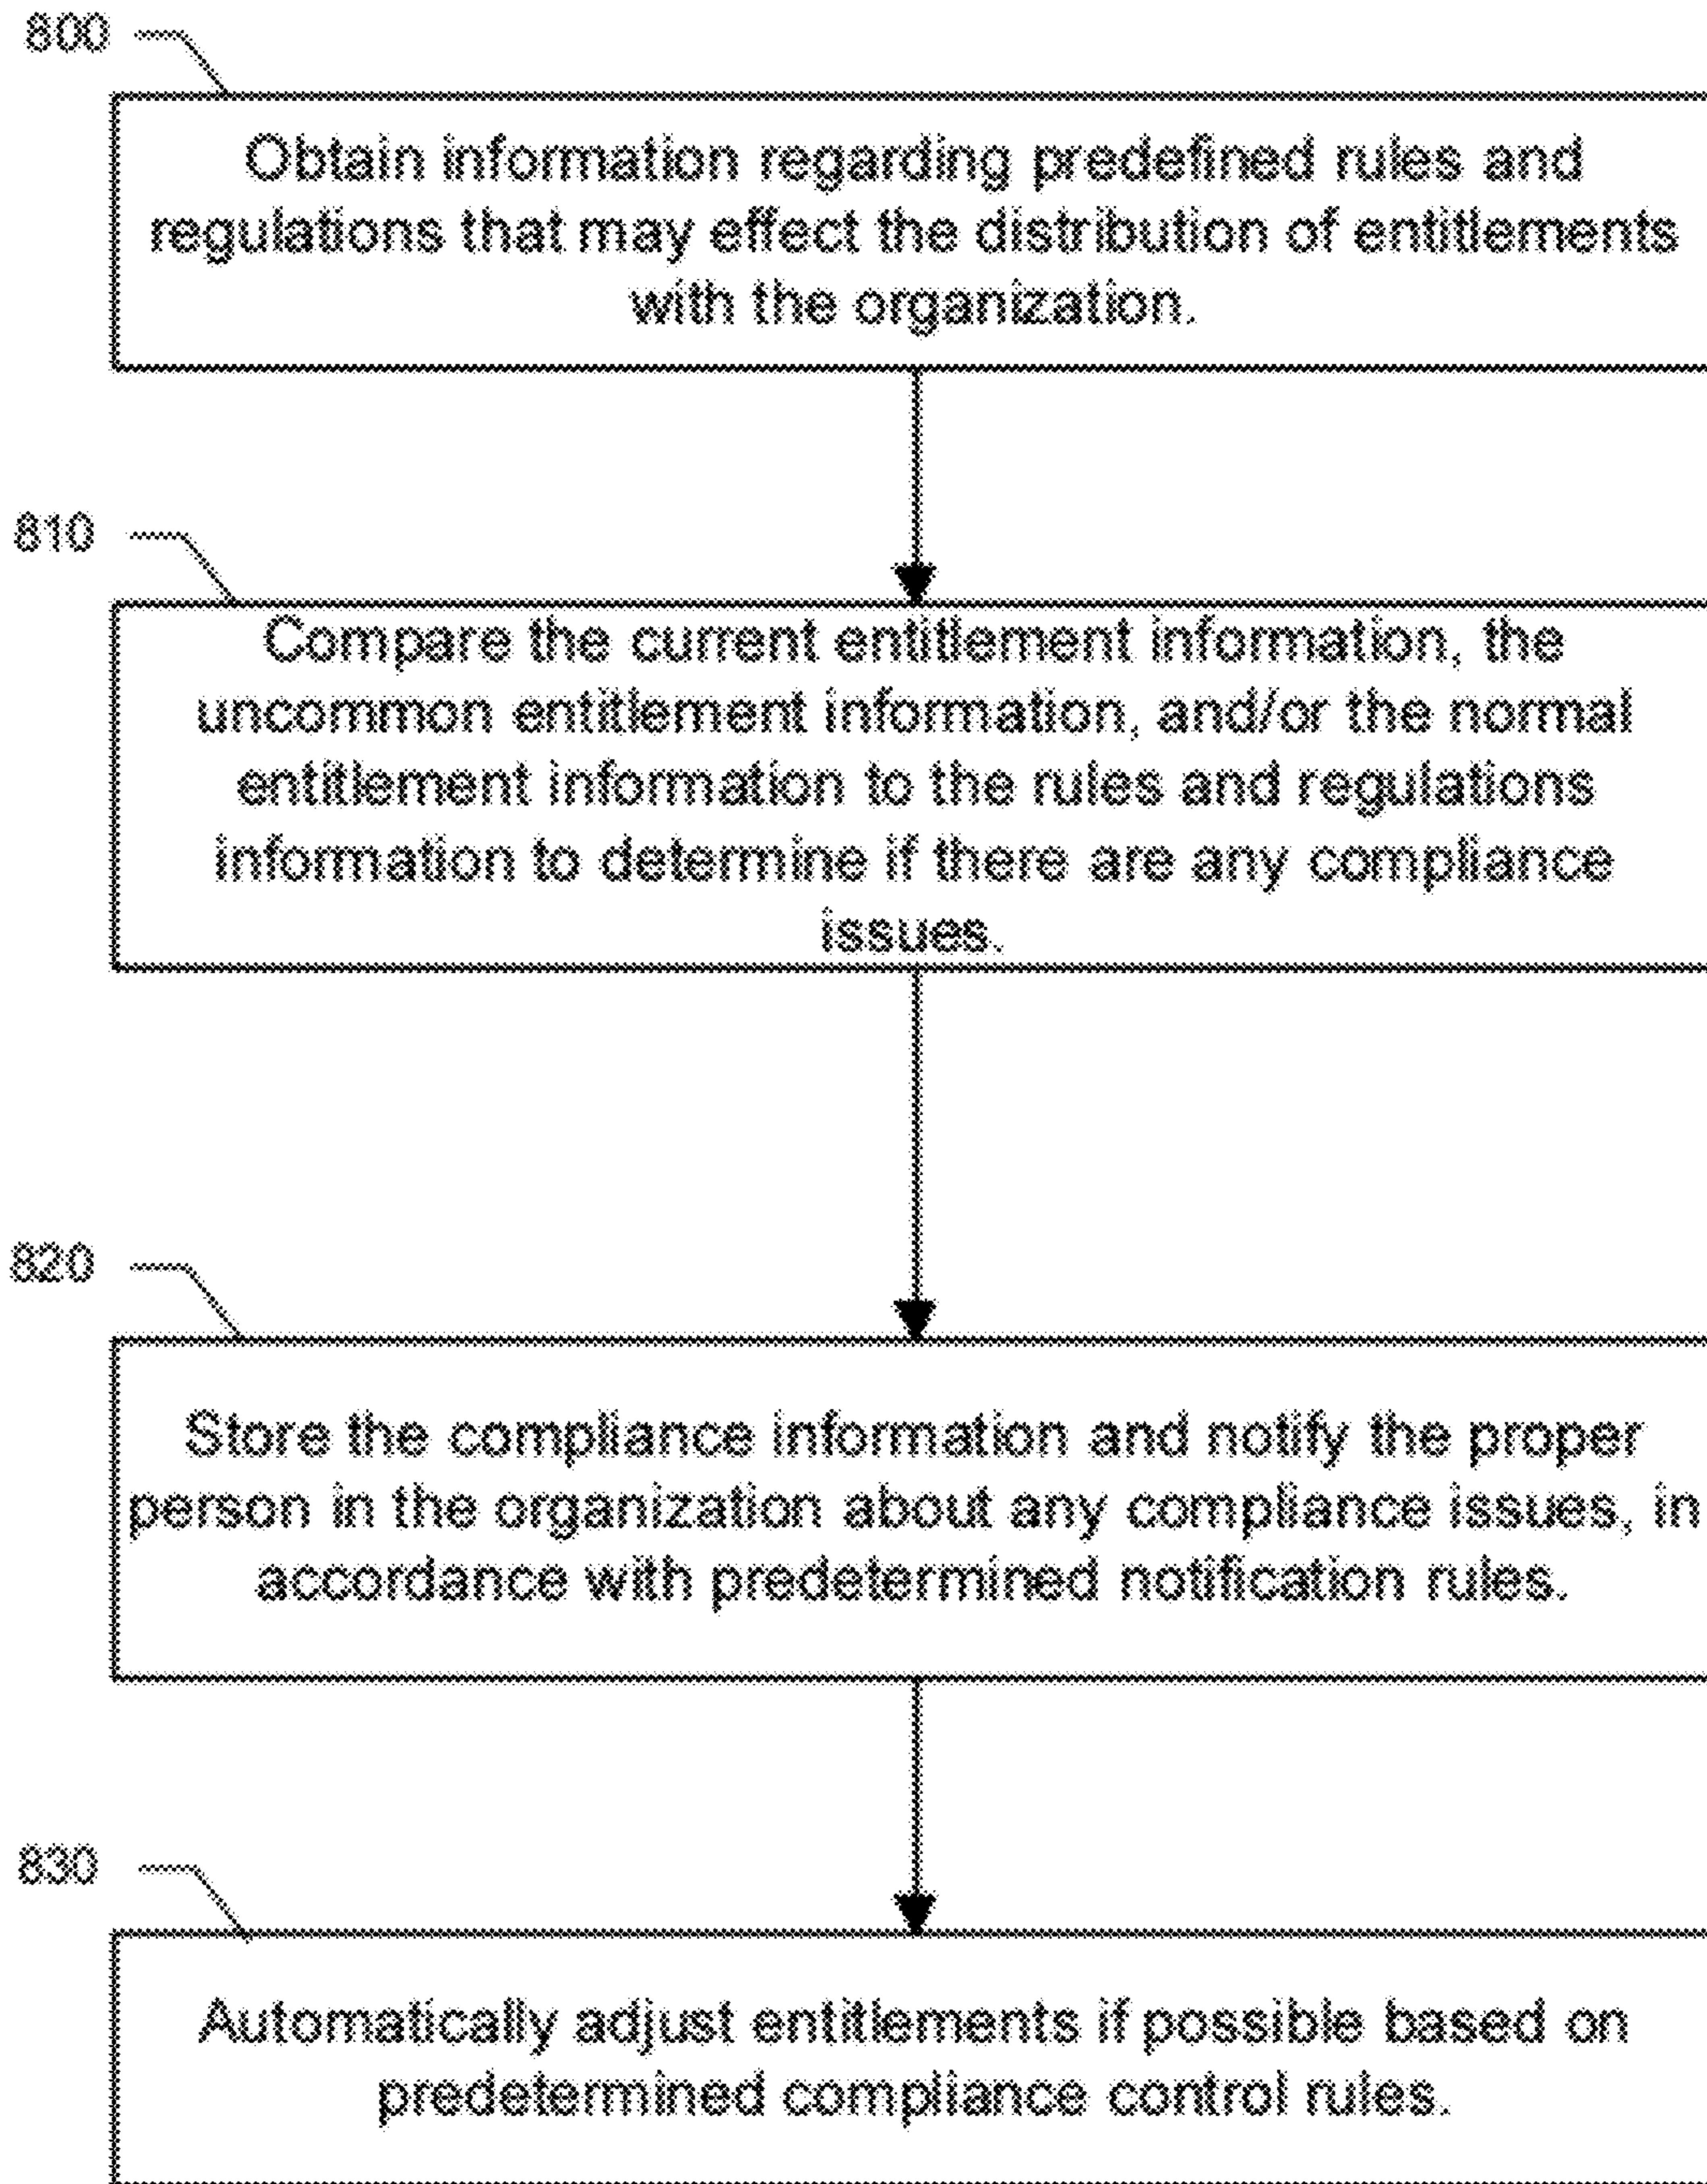 800
Obtain information regarding predefined rules and
regulations that may effect the distribution of entitlements
with the organization.
810
Compare the current entitlement information, the
uncommon entitlement information, and/or the normal
entitlement information to the rules and regulations
information to determine if there are any compliance
issues.
820
Store the compliance information and notify the proper
person in the organization about any compliance issues, in
accordance with predetermined notification rules.
830
Automatically adjust entitlements if possible based on
predetermined compliance control rules.